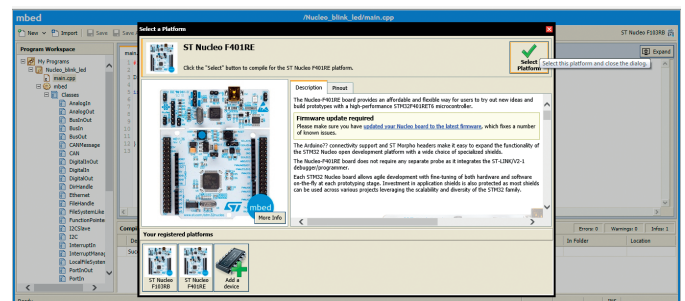 mbed
/Nucleo_blink_led/main.cpp
New
Import
Save
ST Nucleo F103RB
Program Workspace
My Programs
Nucleo_blink_led
main.cpp
mbed
Classes
AnalogIn
AnalogOut
BusInOut
BusIn
BusOut
CANMessage
CAN
DigitalInOut
DigitalIn
DigitalOut
DirHandle
Ethernet
FileHandle
FileSystemLike
FunctionPointe
I2CSlave
I2C
InterruptIn
InterruptManag
LocalFileSystem
PortInOut
PortIn
Expand
Select a Platform
ST Nucleo F401RE
Click the "Select" button to compile for the ST Nucleo F401RE platform.
Select Platform
Select this platform and close the dialog.
Description
Pinout
The Nucleo-F401RE board provides an affordable and flexible way for users to try out new ideas and
build prototypes with a high-performance STM32F401RET6 microcontroller.
Firmware update required
Please make sure you have updated your Nucleo board to the latest firmware, which fixes a number
of known issues.
The Arduino?? connectivity support and ST Morpho headers make it easy to expand the functionality of
the STM32 Nucleo open development platform with a wide choice of specialized shields.
The Nucleo-F401RE board does not require any separate probe as it integrates the ST-LINK/V2-1
debugger/programmer.
Each STM32 Nucleo board allows agile development with fine-tuning of both hardware and software
on-the-fly at each prototyping stage. Investment in application shields is also protected as most shields
can be used across various projects leveraging the scalability and diversity of the STM32 family.
mbed
More Info
Your registered platforms
ST Nucleo F103RB
ST Nucleo F401RE
Add a device
Errors: 0
Warnings: 0
Infos: 1
In Folder
Location